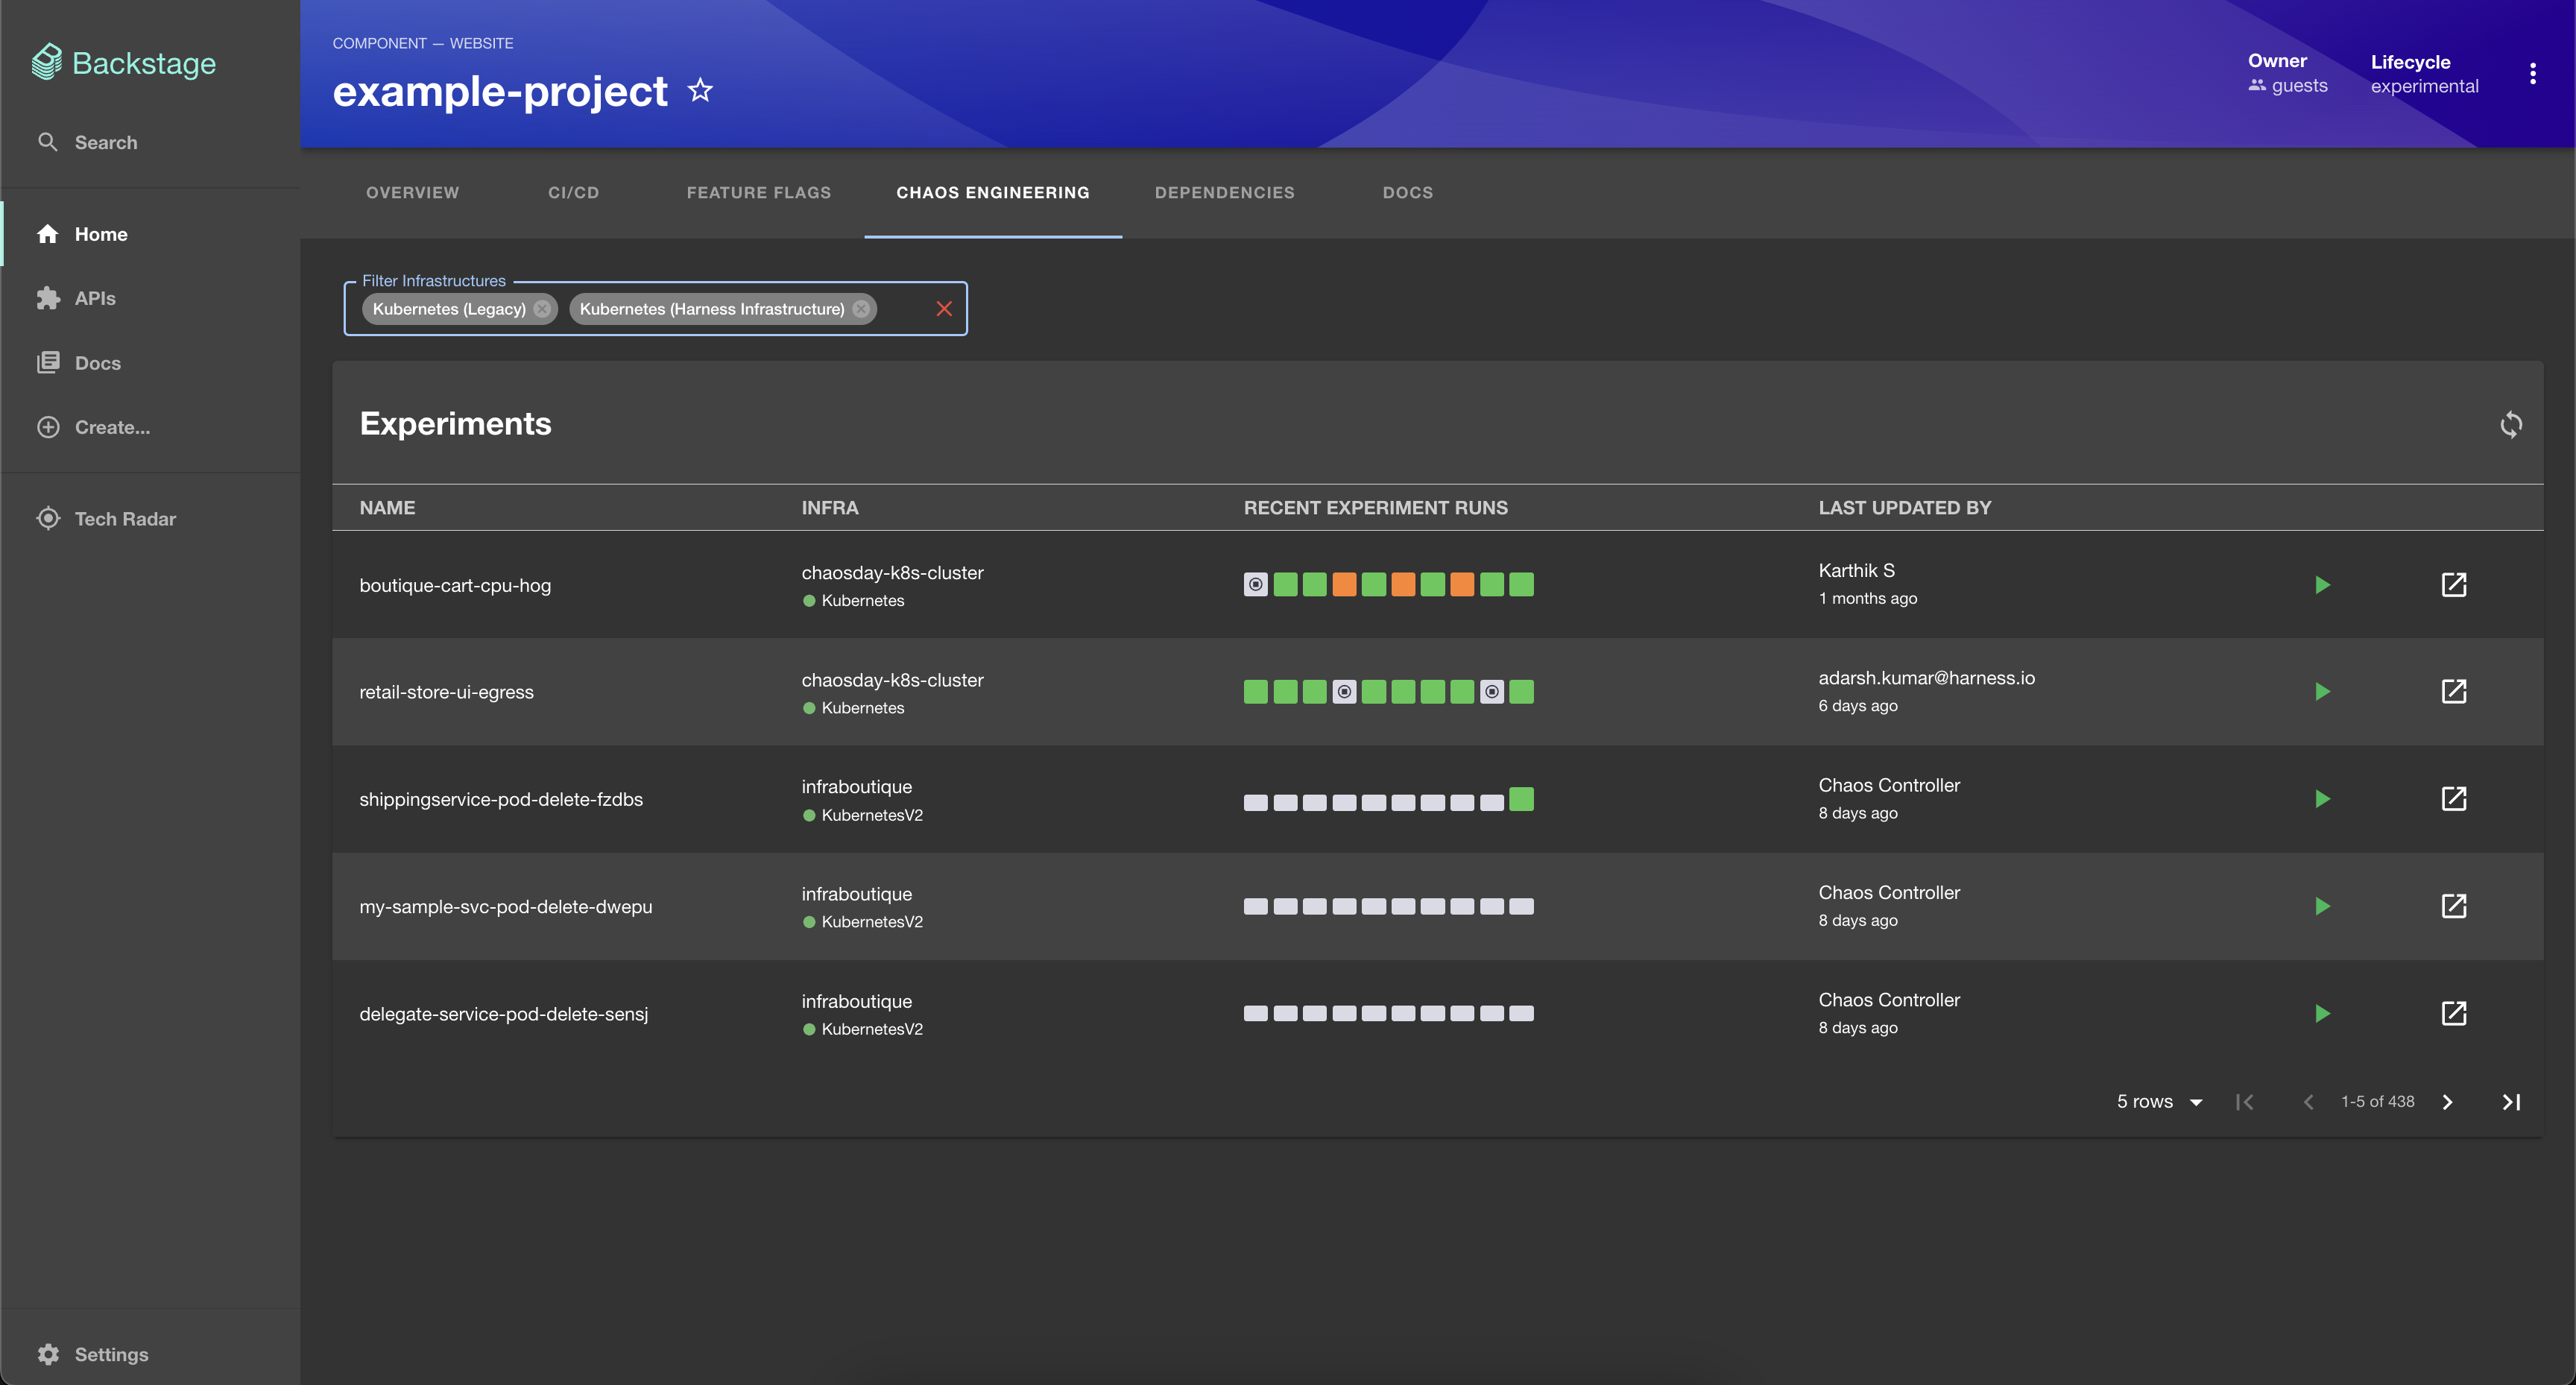 Backstage
Search
Home
APIs
Docs
Create...
Tech Radar
Settings
COMPONENT — WEBSITE
example-project
Owner
guests
Lifecycle
experimental
OVERVIEW
CI/CD
FEATURE FLAGS
CHAOS ENGINEERING
DEPENDENCIES
DOCS
Filter Infrastructures
Kubernetes (Legacy)
Kubernetes (Harness Infrastructure)
Experiments
NAME
INFRA
RECENT EXPERIMENT RUNS
LAST UPDATED BY
boutique-cart-cpu-hog
chaosday-k8s-cluster
Kubernetes
Karthik S
1 months ago
retail-store-ui-egress
chaosday-k8s-cluster
Kubernetes
adarsh.kumar@harness.io
6 days ago
shippingservice-pod-delete-fzdbs
infraboutique
KubernetesV2
Chaos Controller
8 days ago
my-sample-svc-pod-delete-dwepu
infraboutique
KubernetesV2
Chaos Controller
8 days ago
delegate-service-pod-delete-sensj
infraboutique
KubernetesV2
Chaos Controller
8 days ago
5 rows
1-5 of 438